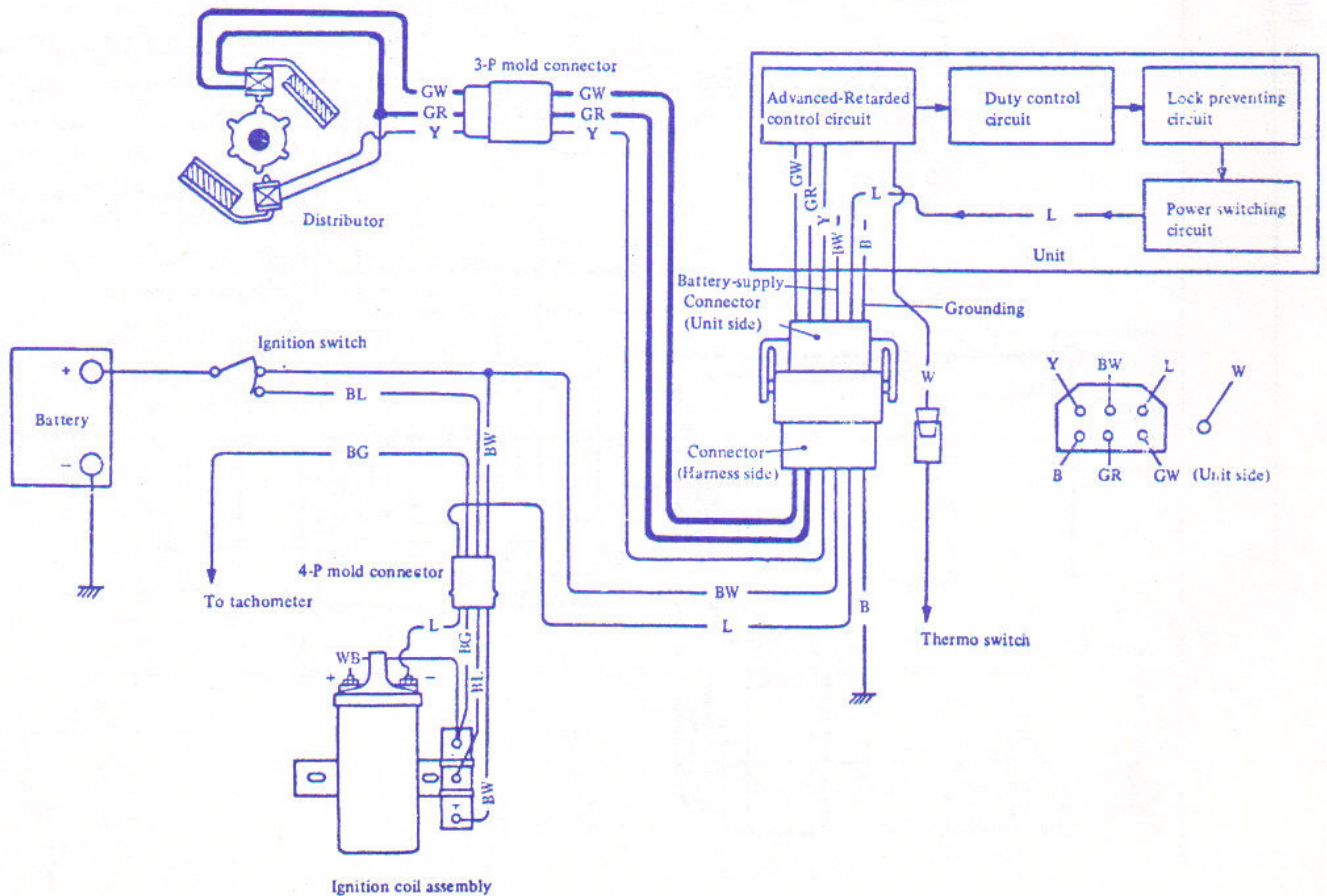 3-P mold connector
GW
GR
Y
GW
GR
Y
Distributor
Advanced-Retarded
control circuit
Duty control
circuit
Lock preventing
circuit
Power switching
circuit
GW
GR
Y
BW -
L
B -
L
Unit
Battery-supply
Connector
(Unit side)
Grounding
Ignition switch
+
Battery
-
BL
BG
BW
W
Connector
(Harness side)
Y
BW
L
W
B
GR
GW
(Unit side)
4-P mold connector
To tachometer
BW
L
B
Thermo switch
L
BG
BL
BW
WB
+
-
+
Ignition coil assembly